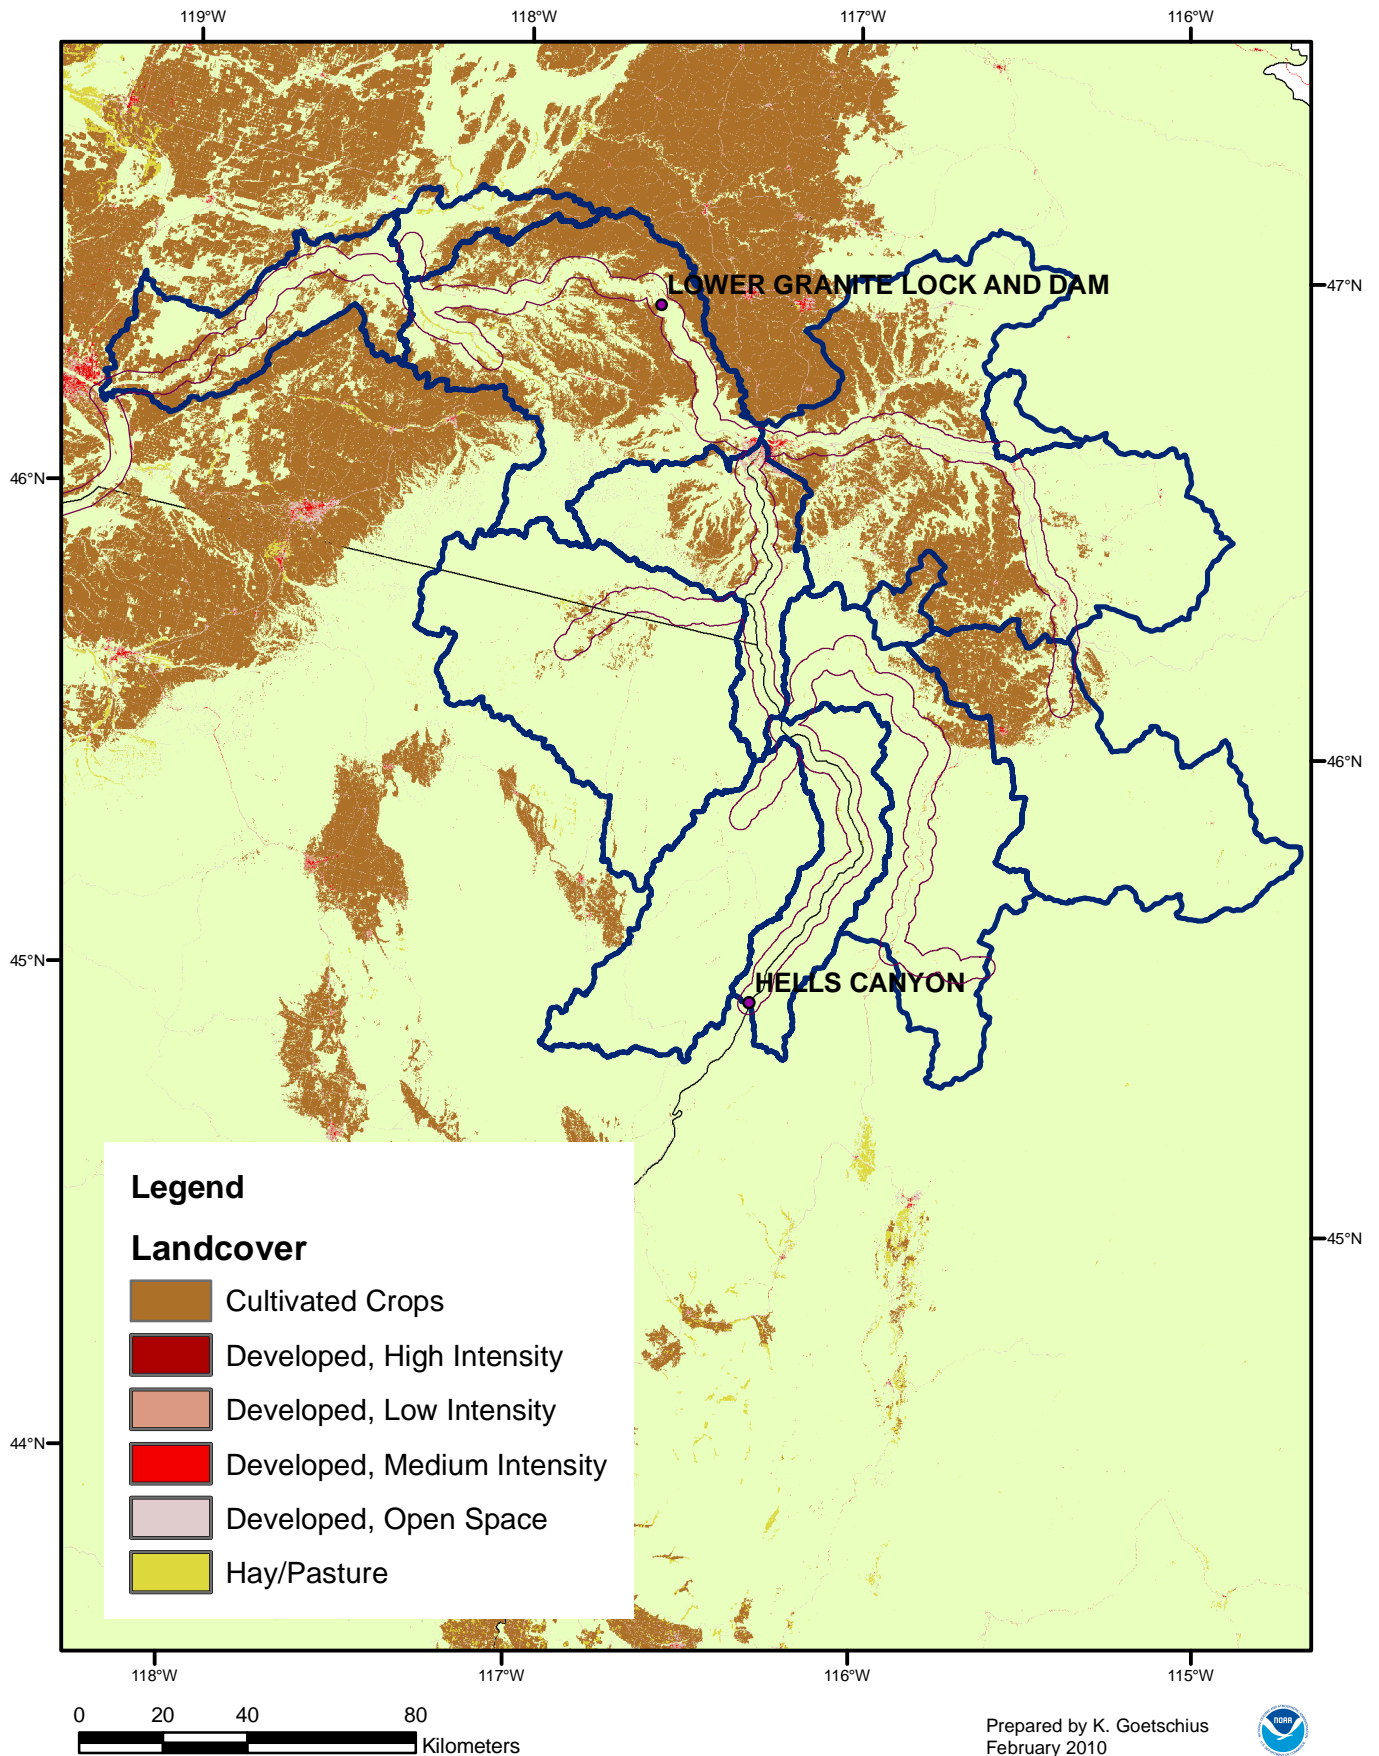 119°W 118°W 117°W 116°W
47°N
LOWER GRANITE LOCK AND DAM
46°N
46°N
45°N
HELLS CANYON
45°N
44°N
Legend
Landcover
Cultivated Crops
Developed, High Intensity
Developed, Low Intensity
Developed, Medium Intensity
Developed, Open Space
Hay/Pasture
118°W 117°W 116°W 115°W
0 20 40 80
Kilometers
Prepared by K. Goetschius
February 2010
NOAA